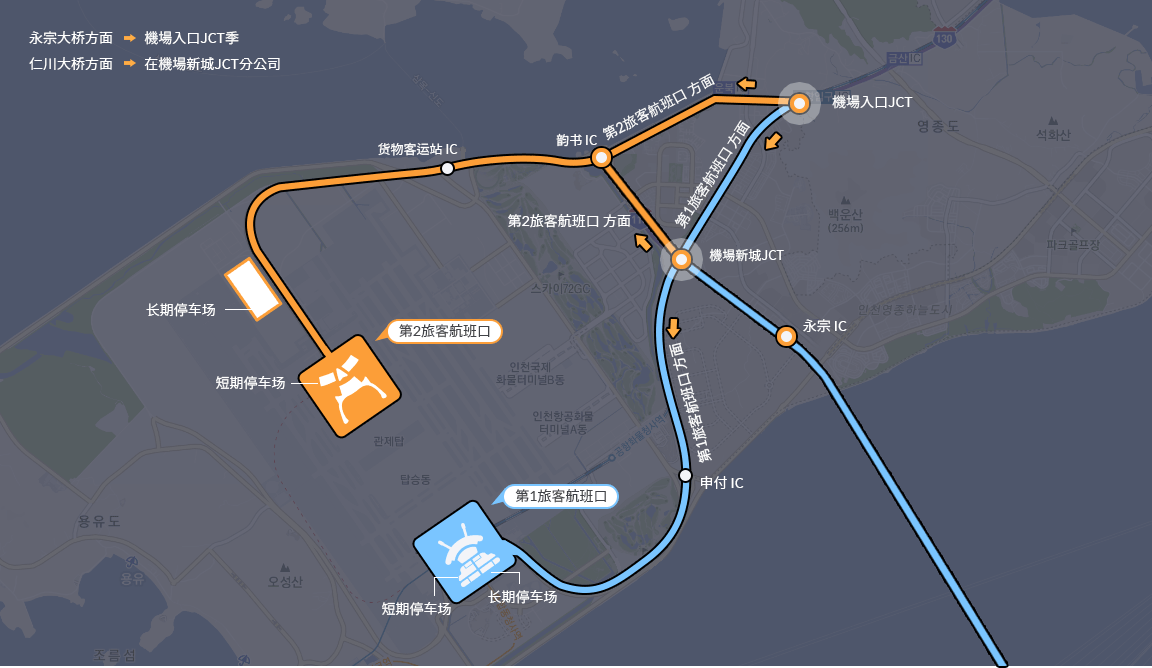 永宗大桥方面 ➡ 機場入口JCT季
仁川大桥方面 ➡ 在機場新城JCT分公司
130
금산IC
機場入口JCT
영종도
석화산
第2旅客航班口 方面
韵书 IC
货物客运站 IC
第1旅客航班口 方面
第2旅客航班口 方面
백운산
(256m)
파크골프장
機場新城JCT
스카이72GC
인천영종하늘도시
长期停车场
永宗 IC
第2旅客航班口
第1旅客航班口 方面
인천국제
화물터미널B동
短期停车场
인천항공화물
터미널A동
공항화물청사역
관제탑
탑승동
申付 IC
第1旅客航班口
용유도
용유
오성산
短期停车场
长期停车场
조름섬